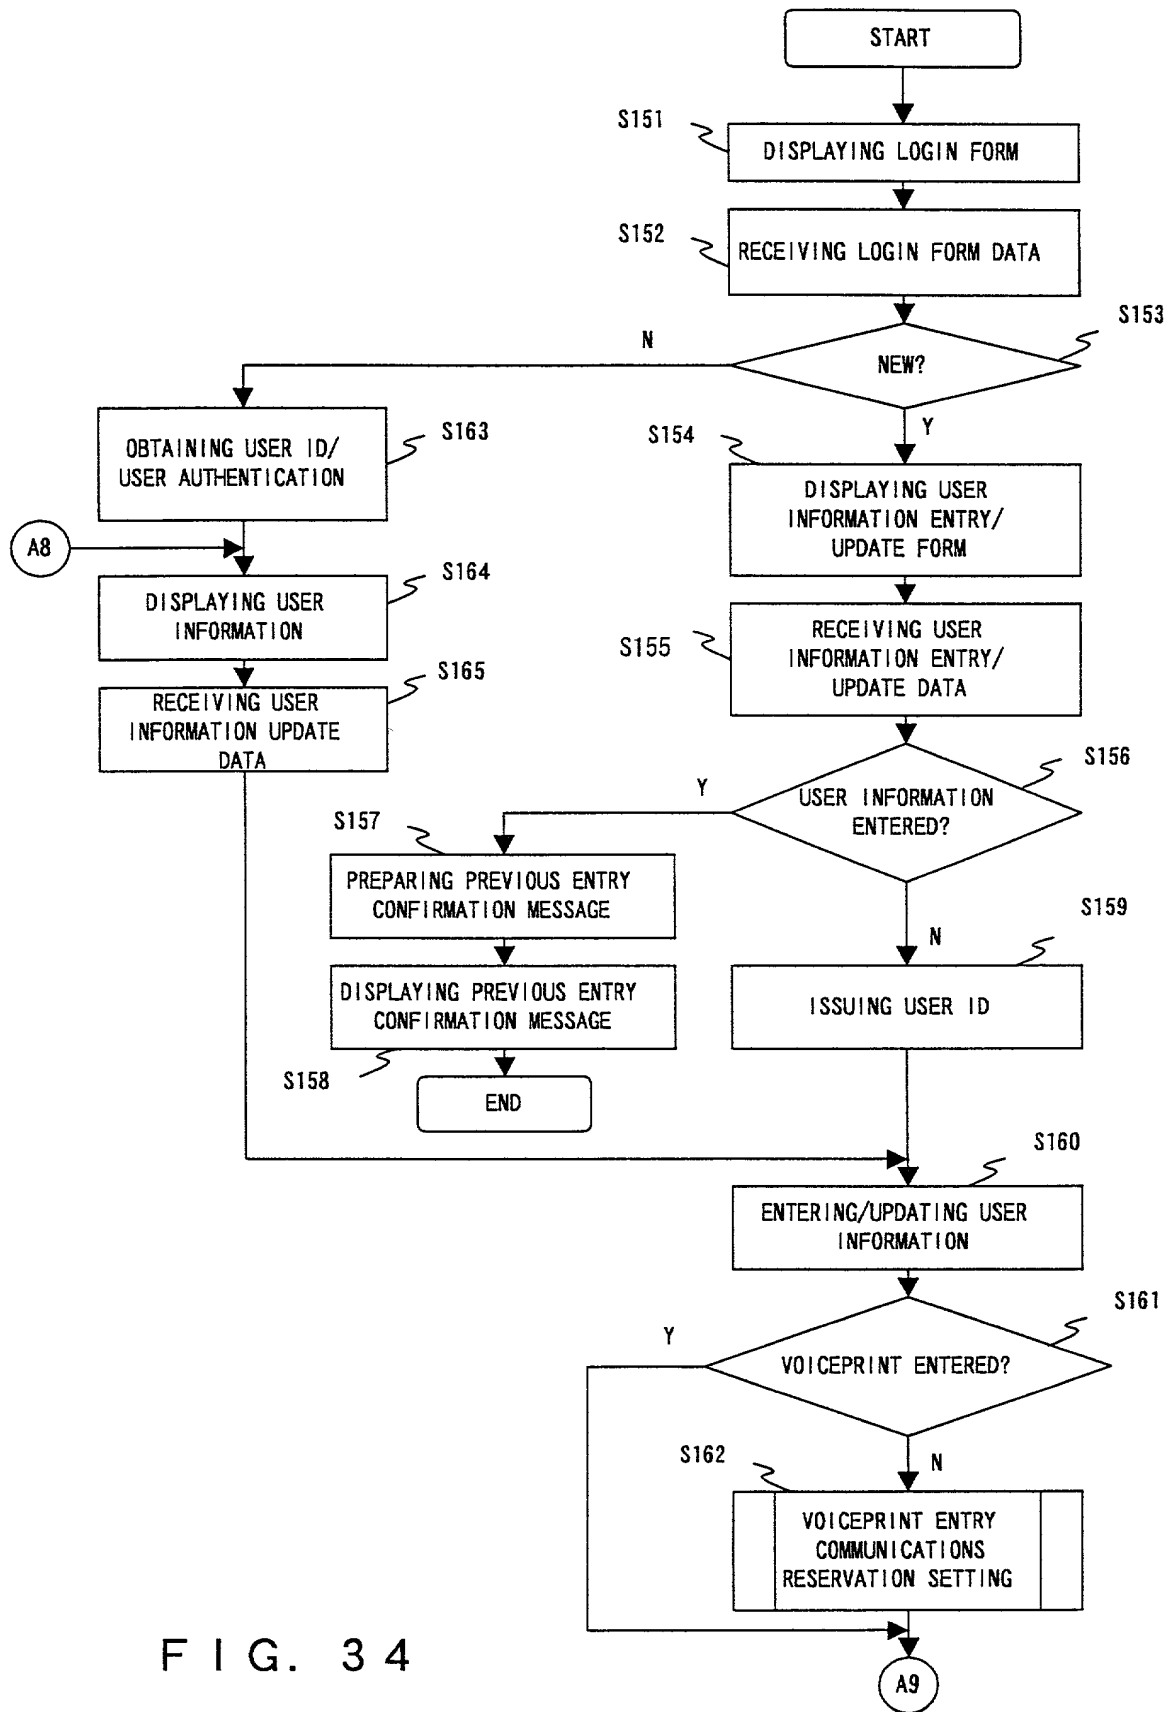 START
S151
DISPLAYING LOGIN FORM
S152
RECEIVING LOGIN FORM DATA
S153
NEW?
N
Y
S163
OBTAINING USER ID/
USER AUTHENTICATION
S154
DISPLAYING USER
INFORMATION ENTRY/
UPDATE FORM
A8
S164
DISPLAYING USER
INFORMATION
S155
RECEIVING USER
INFORMATION ENTRY/
UPDATE DATA
S165
RECEIVING USER
INFORMATION UPDATE
DATA
S156
USER INFORMATION
ENTERED?
Y
N
S157
PREPARING PREVIOUS ENTRY
CONFIRMATION MESSAGE
S159
ISSUING USER ID
DISPLAYING PREVIOUS ENTRY
CONFIRMATION MESSAGE
S158
END
S160
ENTERING/UPDATING USER
INFORMATION
S161
VOICEPRINT ENTERED?
Y
N
S162
VOICEPRINT ENTRY
COMMUNICATIONS
RESERVATION SETTING
A9
FIG. 34